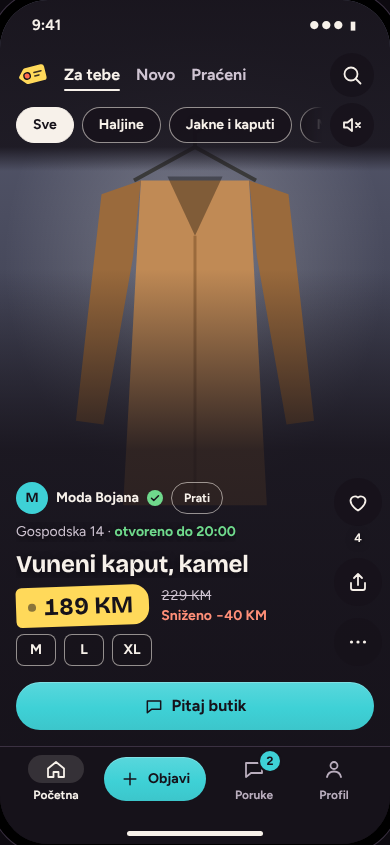 9:41
Za tebe Novo Praćeni
Sve Haljine Jakne i kaputi
M Moda Bojana Prati
Gospodska 14 · otvoreno do 20:00
Vuneni kaput, kamel
189 KM 229 KM
Sniženo −40 KM
4
M L XL
Pitaj butik
Početna Objavi Poruke 2 Profil